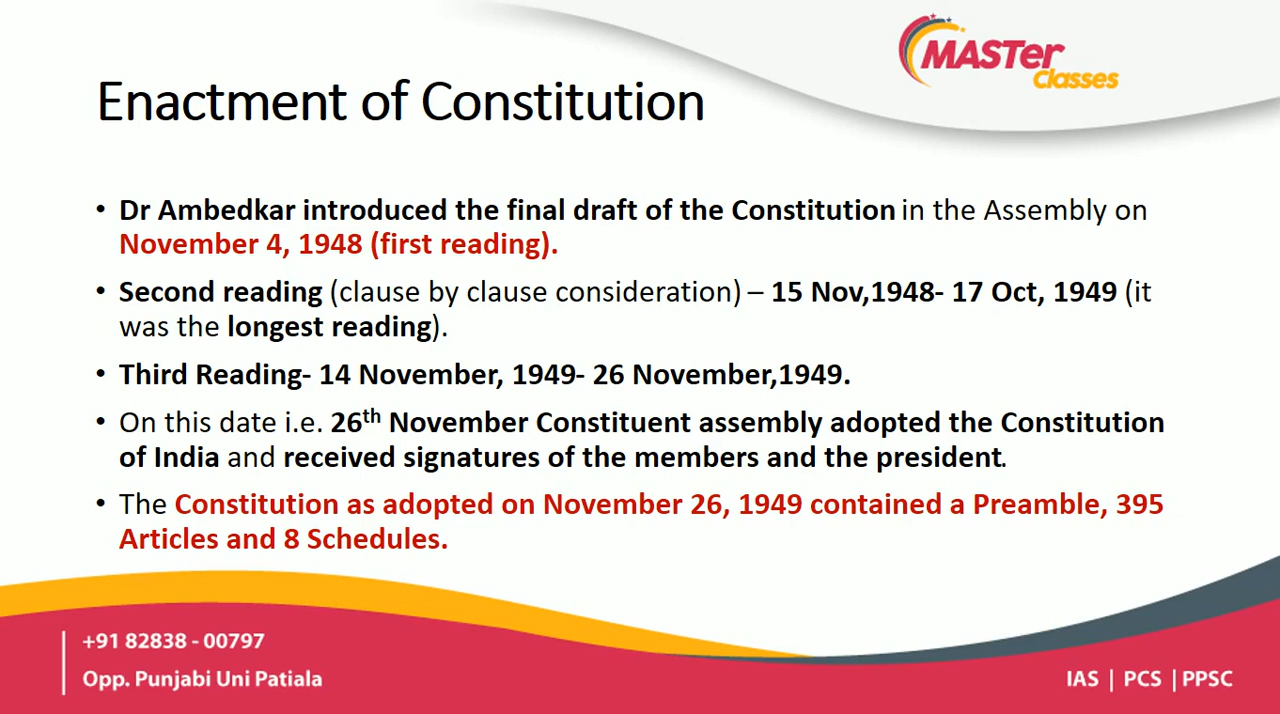 MASTer
Classes
Enactment of Constitution
• Dr Ambedkar introduced the final draft of the Constitution in the Assembly on
November 4, 1948 (first reading).
• Second reading (clause by clause consideration) – 15 Nov,1948- 17 Oct, 1949 (it
was the longest reading).
• Third Reading- 14 November, 1949- 26 November,1949.
• On this date i.e. 26th November Constituent assembly adopted the Constitution
of India and received signatures of the members and the president.
• The Constitution as adopted on November 26, 1949 contained a Preamble, 395
Articles and 8 Schedules.
+91 82838 - 00797
Opp. Punjabi Uni Patiala
IAS | PCS | PPSC